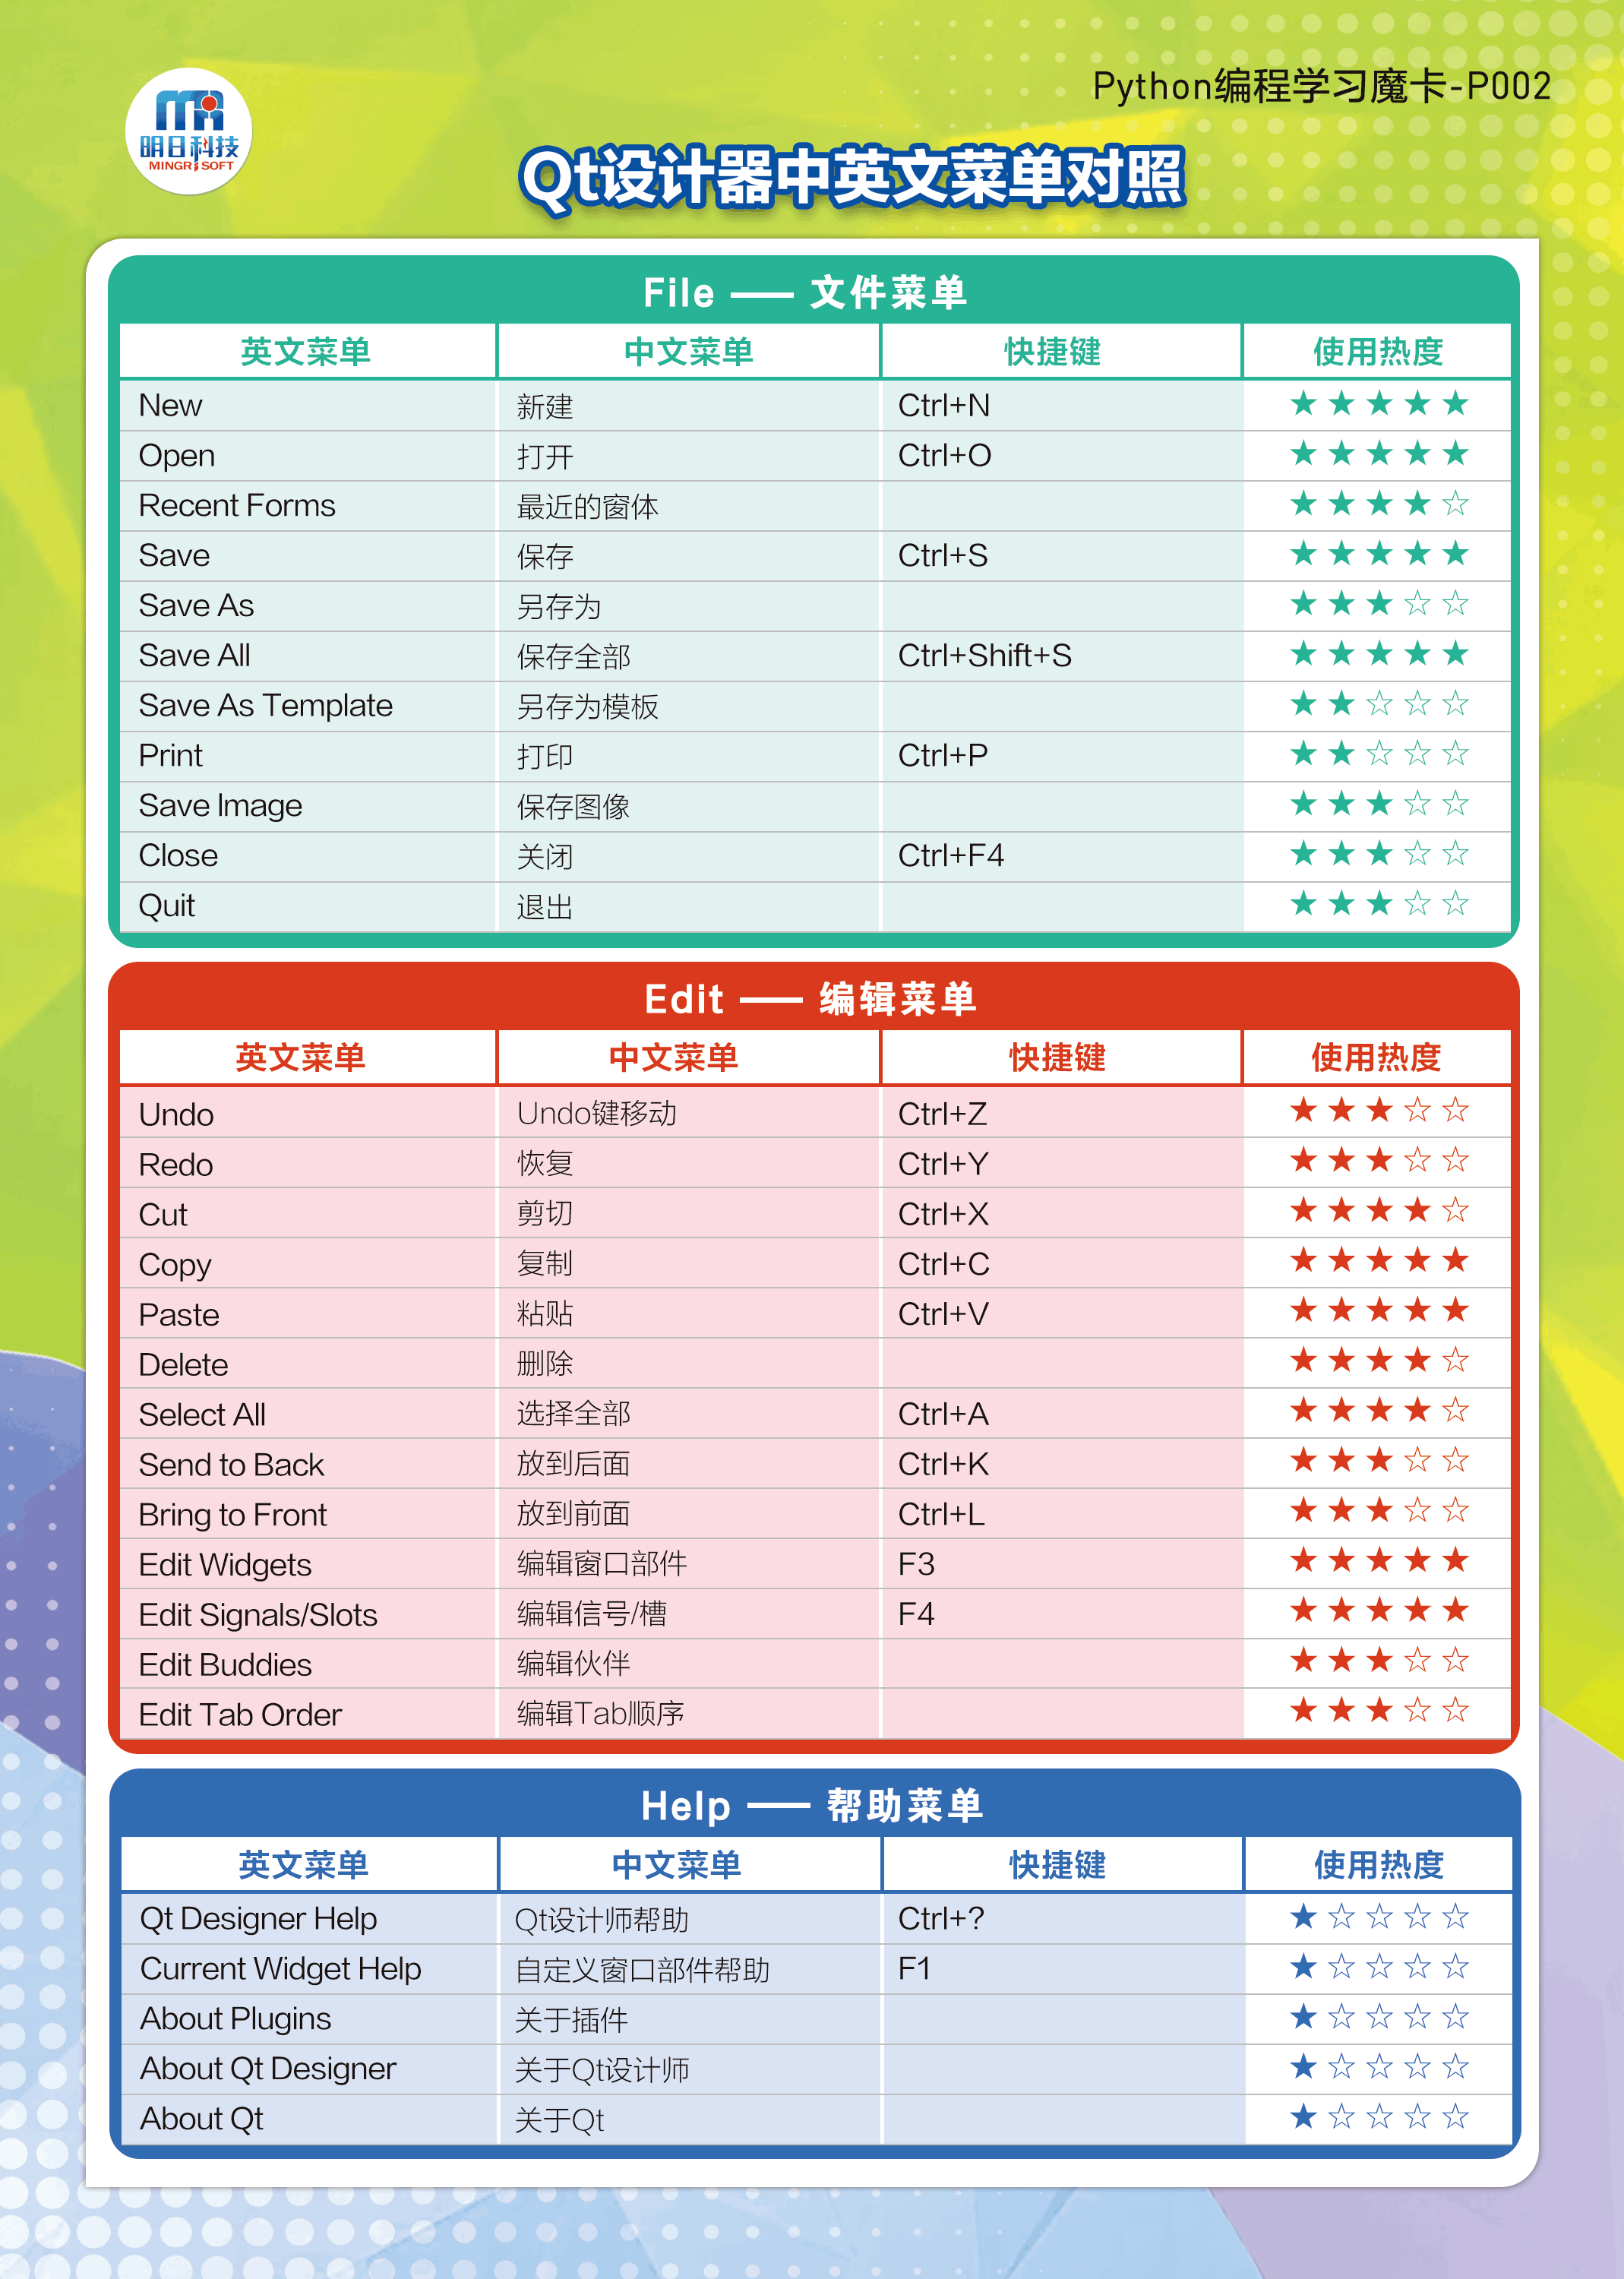 Python编程学习魔卡-P002
明日科技
MINGRISOFT
Qt设计器中英文菜单对照
File —— 文件菜单
英文菜单 中文菜单 快捷键 使用热度
New 新建 Ctrl+N ★★★★★
Open 打开 Ctrl+O ★★★★★
Recent Forms 最近的窗体 ★★★★☆
Save 保存 Ctrl+S ★★★★★
Save As 另存为 ★★★☆☆
Save All 保存全部 Ctrl+Shift+S ★★★★★
Save As Template 另存为模板 ★★☆☆☆
Print 打印 Ctrl+P ★★☆☆☆
Save Image 保存图像 ★★★☆☆
Close 关闭 Ctrl+F4 ★★★☆☆
Quit 退出 ★★★☆☆
Edit —— 编辑菜单
英文菜单 中文菜单 快捷键 使用热度
Undo Undo键移动 Ctrl+Z ★★★☆☆
Redo 恢复 Ctrl+Y ★★★☆☆
Cut 剪切 Ctrl+X ★★★★☆
Copy 复制 Ctrl+C ★★★★★
Paste 粘贴 Ctrl+V ★★★★★
Delete 删除 ★★★★☆
Select All 选择全部 Ctrl+A ★★★★☆
Send to Back 放到后面 Ctrl+K ★★★☆☆
Bring to Front 放到前面 Ctrl+L ★★★☆☆
Edit Widgets 编辑窗口部件 F3 ★★★★★
Edit Signals/Slots 编辑信号/槽 F4 ★★★★★
Edit Buddies 编辑伙伴 ★★★☆☆
Edit Tab Order 编辑Tab顺序 ★★★☆☆
Help —— 帮助菜单
英文菜单 中文菜单 快捷键 使用热度
Qt Designer Help Qt设计师帮助 Ctrl+? ★☆☆☆☆
Current Widget Help 自定义窗口部件帮助 F1 ★☆☆☆☆
About Plugins 关于插件 ★☆☆☆☆
About Qt Designer 关于Qt设计师 ★☆☆☆☆
About Qt 关于Qt ★☆☆☆☆